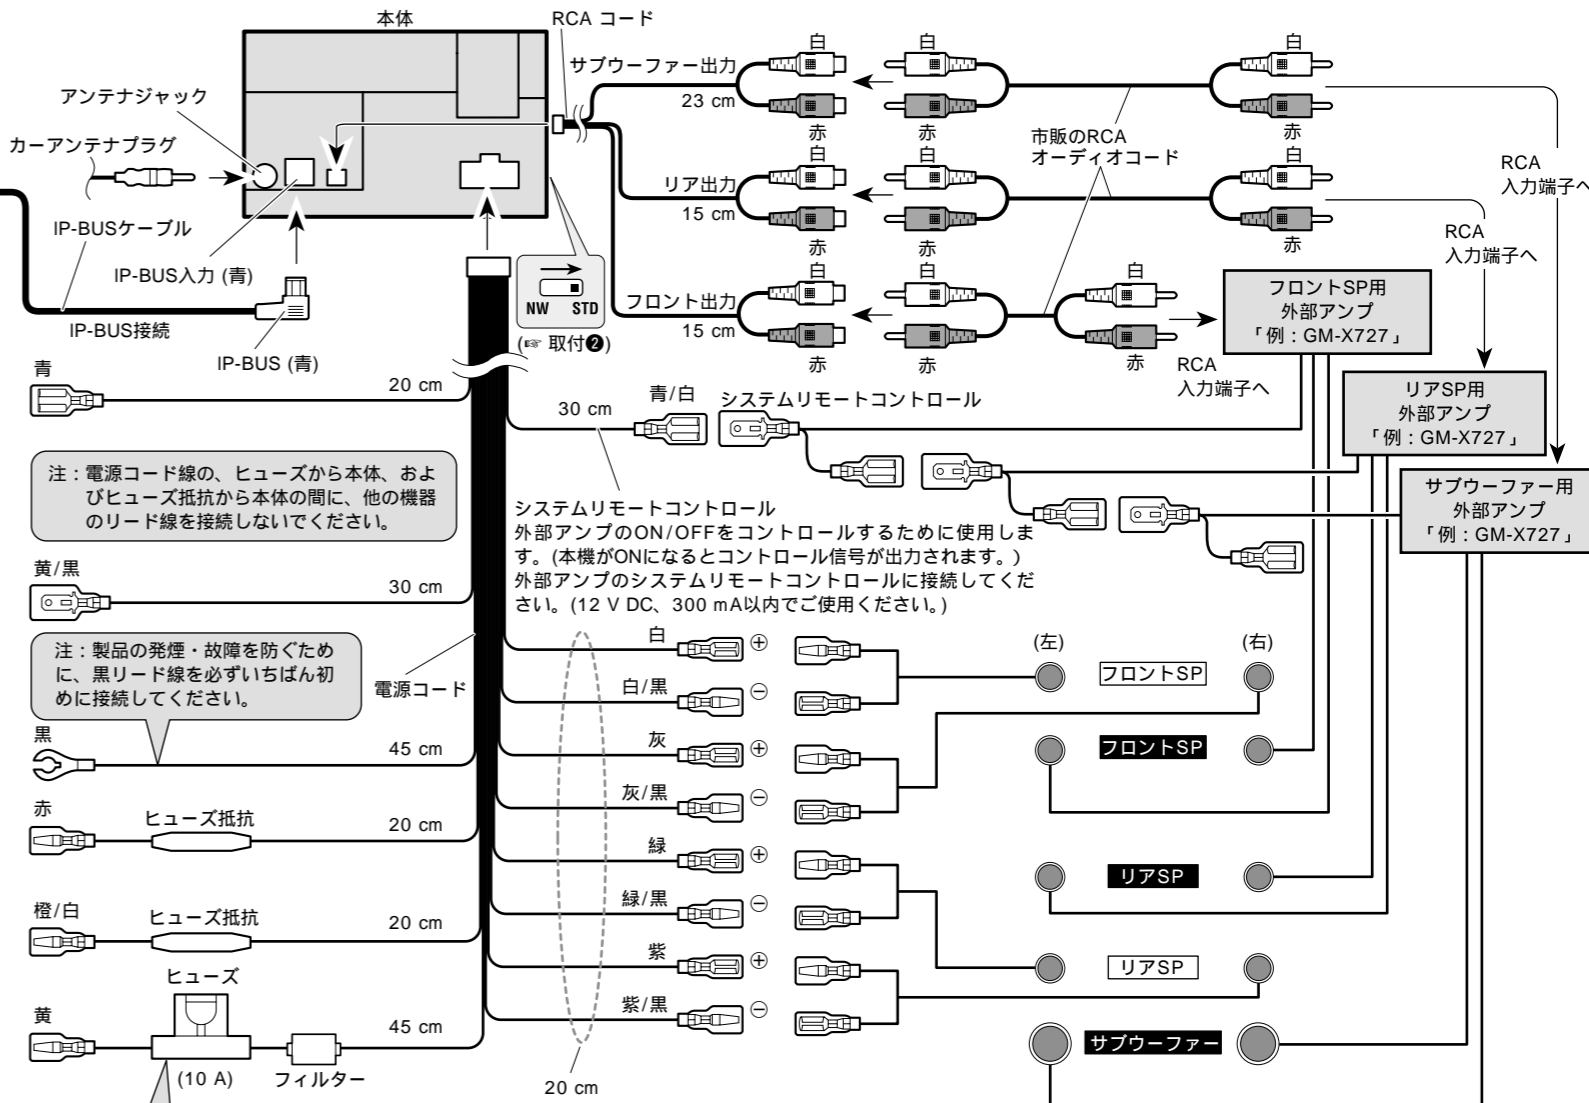 本体
RCA コード
アンテナジャック
カーアンテナプラグ
IP-BUSケーブル
IP-BUS入力 (青)
IP-BUS接続
IP-BUS (青)
サブウーファー出力
23 cm
白
赤
白
赤
白
赤
市販のRCA
オーディオコード
リア出力
15 cm
白
赤
白
赤
白
赤
フロント出力
15 cm
白
赤
白
赤
白
赤
RCA
入力端子へ
RCA
入力端子へ
RCA
入力端子へ
NW STD
(☞ 取付❷)
フロントSP用
外部アンプ
「例：GM-X727」
リアSP用
外部アンプ
「例：GM-X727」
サブウーファー用
外部アンプ
「例：GM-X727」
青
20 cm
注：電源コード線の、ヒューズから本体、およ
びヒューズ抵抗から本体の間に、他の機器
のリード線を接続しないでください。
黄/黒
30 cm
注：製品の発煙・故障を防ぐため
に、黒リード線を必ずいちばん初
めに接続してください。
電源コード
黒
45 cm
赤
ヒューズ抵抗
20 cm
橙/白
ヒューズ抵抗
20 cm
ヒューズ
黄
(10 A)
フィルター
45 cm
30 cm
青/白
システムリモートコントロール
システムリモートコントロール
外部アンプのON/OFFをコントロールするために使用しま
す。(本機がONになるとコントロール信号が出力されます。)
外部アンプのシステムリモートコントロールに接続してくだ
さい。(12 V DC、300 mA以内でご使用ください。)
白 ⊕
白/黒 ⊖
灰 ⊕
灰/黒 ⊖
緑 ⊕
緑/黒 ⊖
紫 ⊕
紫/黒 ⊖
20 cm
(左)
(右)
フロントSP
フロントSP
リアSP
リアSP
サブウーファー